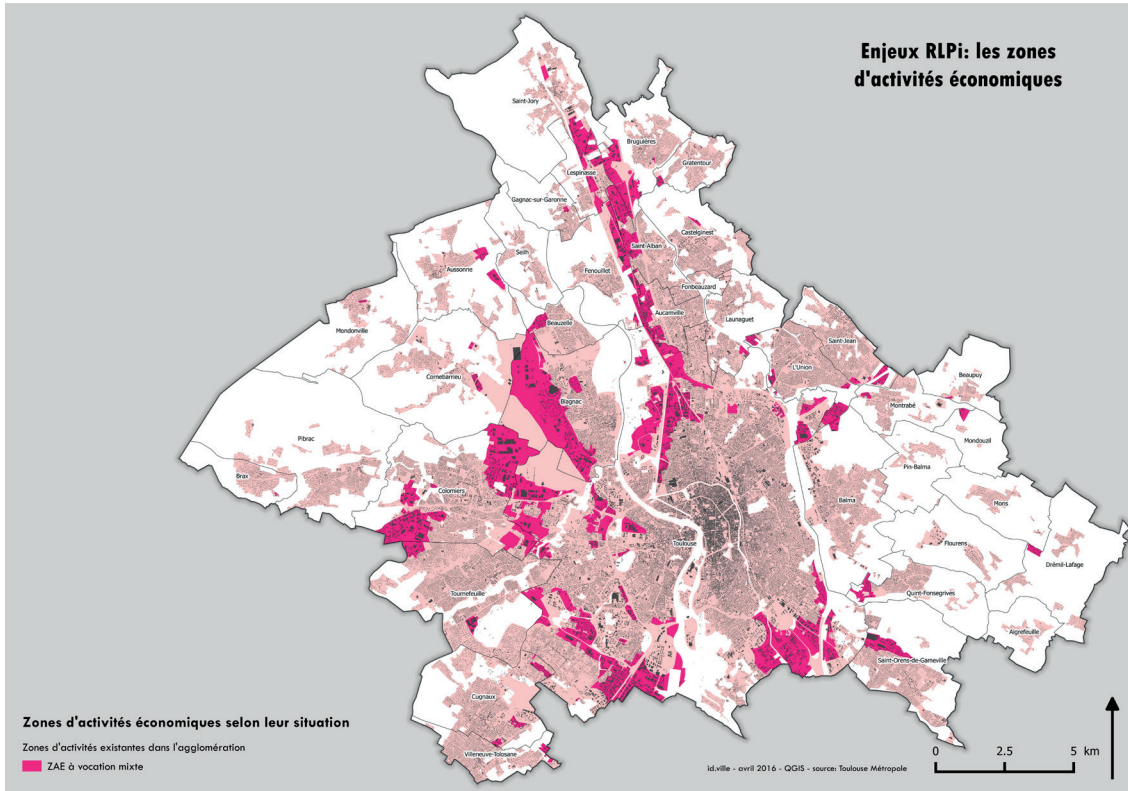 Enjeux RLPi: les zones
d'activités économiques
Saint-Jory
Bruguières
Gratentour
Lespinasse
Gagnac-sur-Garonne
Castelginest
Saint-Alban
Seilh
Aussonne
Fenouillet
Fonbeauzard
Aucamville
Launaguet
Mondonville
Beauzelle
Saint-Jean
L'Union
Beaupuy
Cornebarrieu
Blagnac
Montrabé
Mondouzil
Pibrac
Pin-Balma
Brax
Colomiers
Balma
Mons
Toulouse
Flourens
Drémil-Lafage
Tournefeuille
Quint-Fonsegrives
Aigrefeuille
Saint-Orens-de-Gameville
Cugnaux
Villeneuve-Tolosane
Zones d'activités économiques selon leur situation
Zones d'activités existantes dans l'agglomération
ZAE à vocation mixte
id.ville - avril 2016 - QGIS - source: Toulouse Métropole
0 2.5 5 km